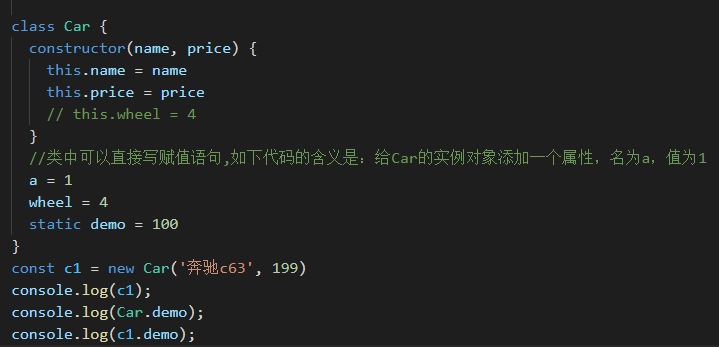 class Car {
constructor(name, price) {
this.name = name
this.price = price
// this.wheel = 4
}
//类中可以直接写赋值语句,如下代码的含义是：给Car的实例对象添加一个属性，名为a，值为1
a = 1
wheel = 4
static demo = 100
}
const c1 = new Car('奔驰c63', 199)
console.log(c1);
console.log(Car.demo);
console.log(c1.demo);